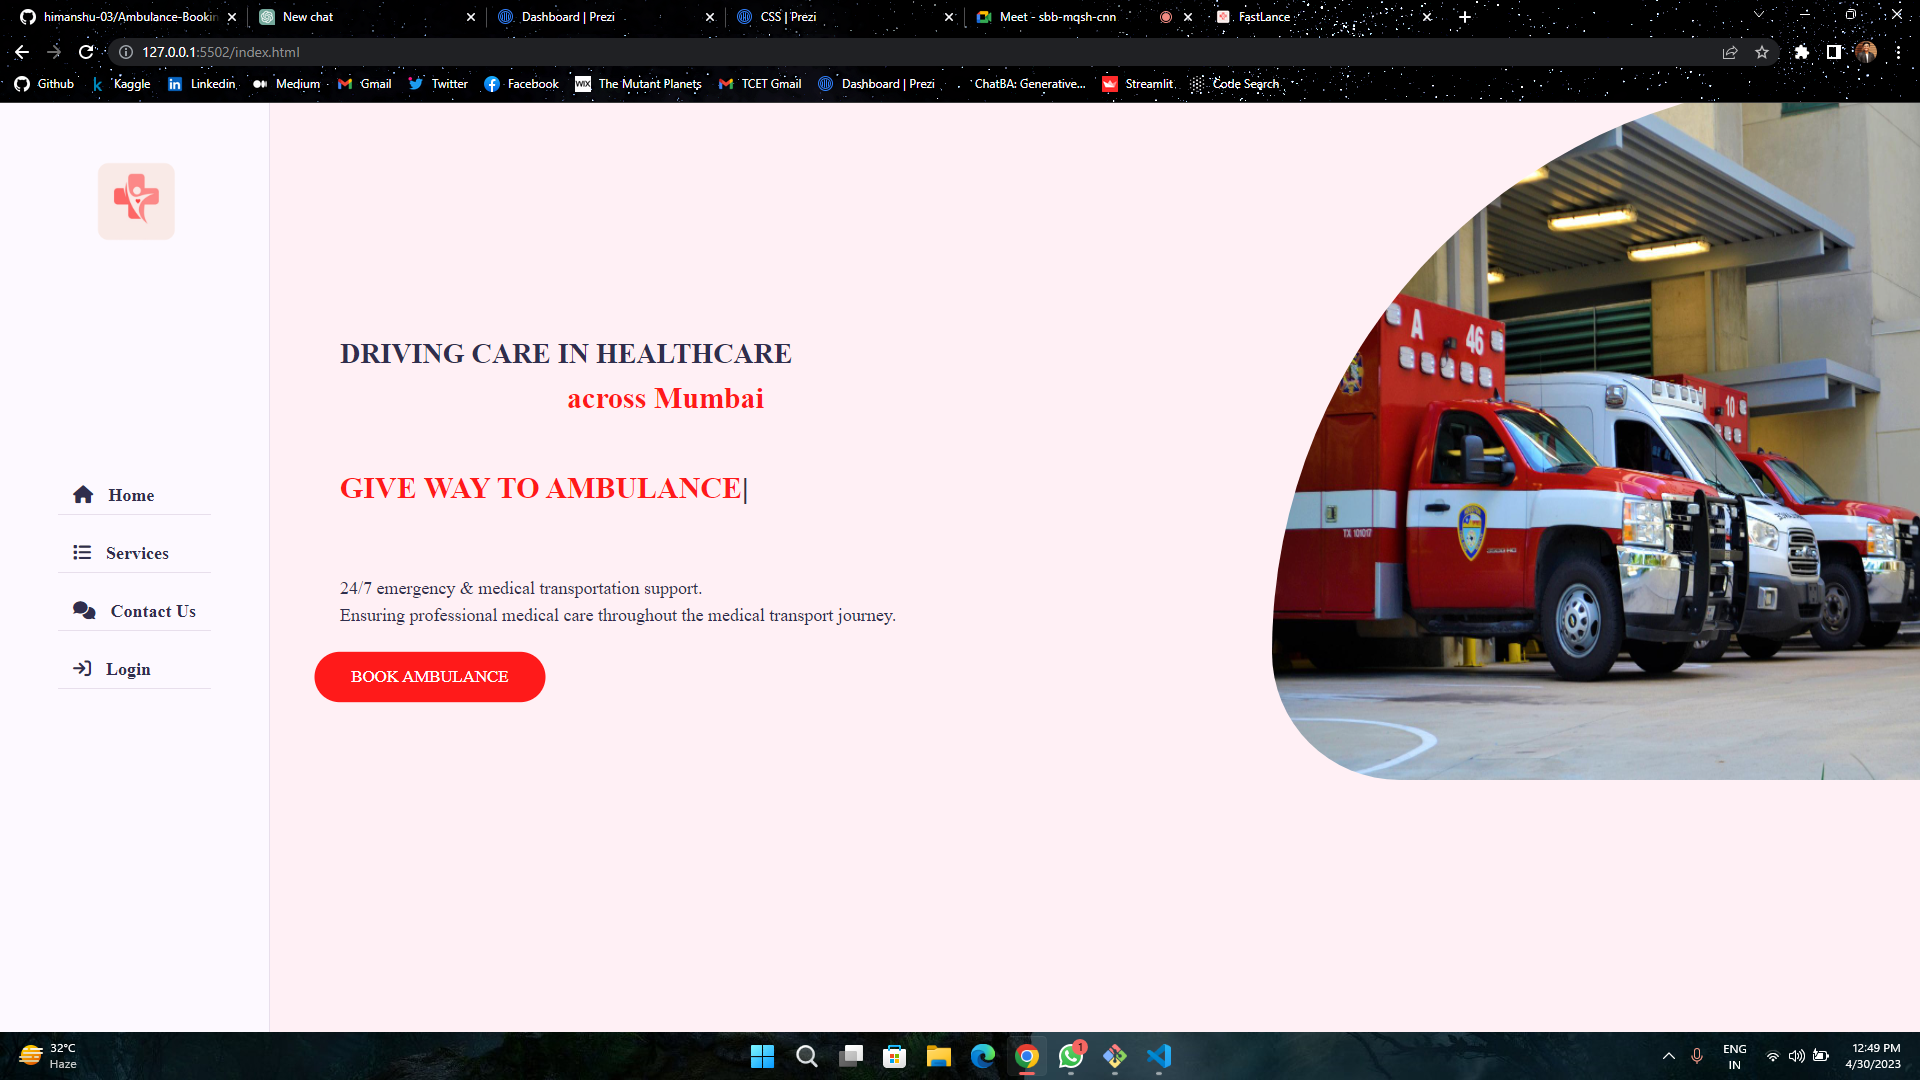 himanshu-03/Ambulance-Bookin
New chat
Dashboard | Prezi
CSS | Prezi
Meet - sbb-mqsh-cnn
FastLance
127.0.0.1:5502/index.html
Github
Kaggle
Linkedin
Medium
Gmail
Twitter
Facebook
WIX
The Mutant Planets
TCET Gmail
Dashboard | Prezi
ChatBA: Generative...
Streamlit
Code Search
Home
Services
Contact Us
Login
DRIVING CARE IN HEALTHCARE
across Mumbai
GIVE WAY TO AMBULANCE|
24/7 emergency & medical transportation support.
Ensuring professional medical care throughout the medical transport journey.
BOOK AMBULANCE
A 46
10
TX 101017
32°C
Haze
1
ENG
IN
12:49 PM
4/30/2023